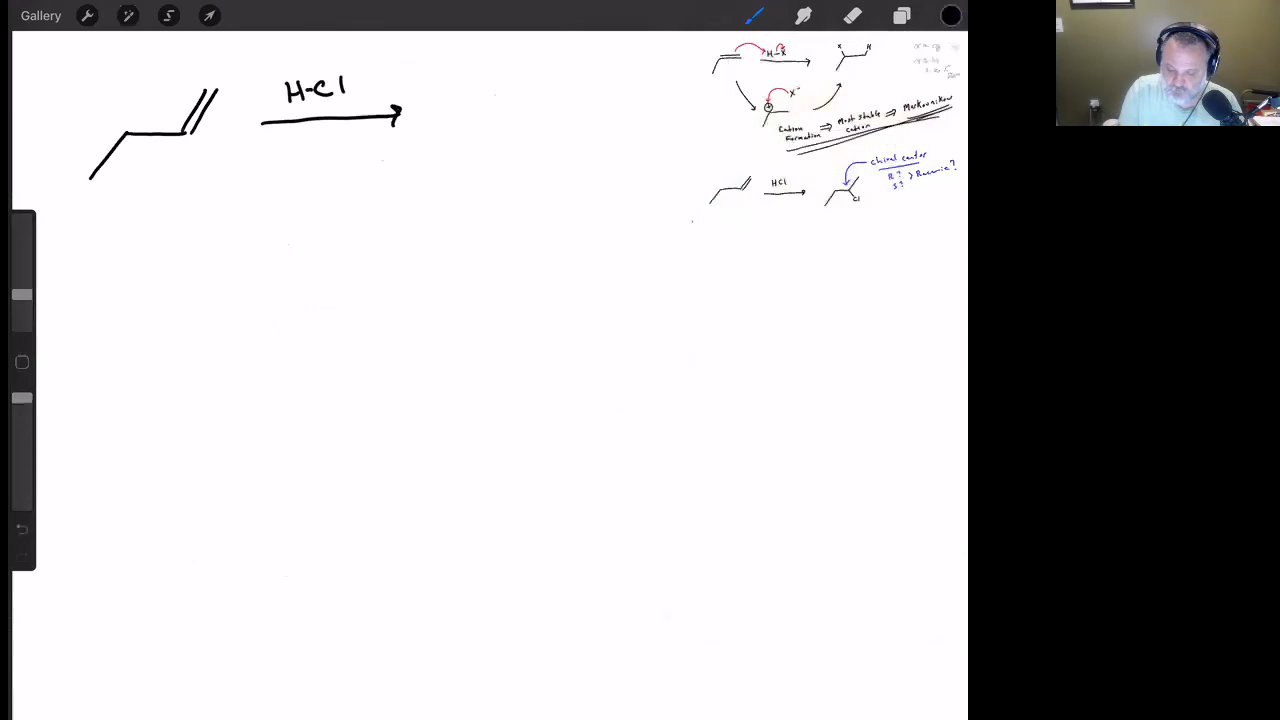 Gallery
H-Cl
H-X
X
H
X⁻
+
Cation Formation ⇒ Most stable cation ⇒ Markovnikov
HCl
Cl
Chiral center
R?
S?
> Racemic?